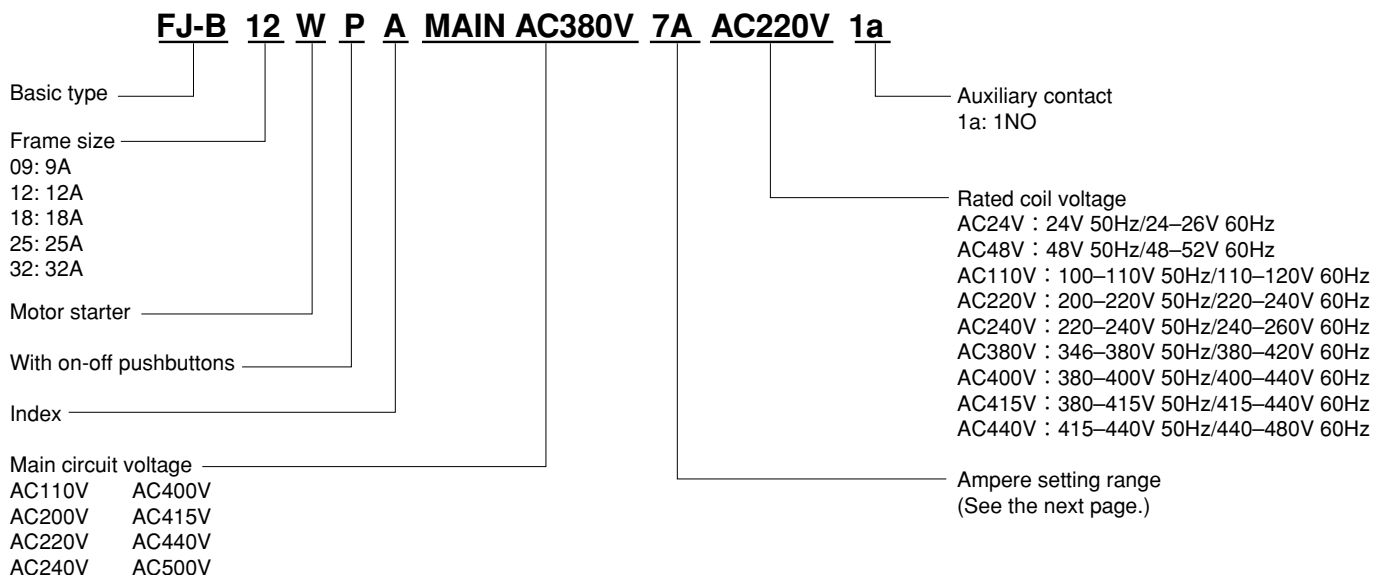 FJ-B 12 W P A MAIN AC380V 7A AC220V 1a
Basic type
Frame size
09: 9A
12: 12A
18: 18A
25: 25A
32: 32A
Motor starter
With on-off pushbuttons
Index
Main circuit voltage
AC110V AC400V
AC200V AC415V
AC220V AC440V
AC240V AC500V
Auxiliary contact
1a: 1NO
Rated coil voltage
AC24V：24V 50Hz/24–26V 60Hz
AC48V：48V 50Hz/48–52V 60Hz
AC110V：100–110V 50Hz/110–120V 60Hz
AC220V：200–220V 50Hz/220–240V 60Hz
AC240V：220–240V 50Hz/240–260V 60Hz
AC380V：346–380V 50Hz/380–420V 60Hz
AC400V：380–400V 50Hz/400–440V 60Hz
AC415V：380–415V 50Hz/415–440V 60Hz
AC440V：415–440V 50Hz/440–480V 60Hz
Ampere setting range
(See the next page.)